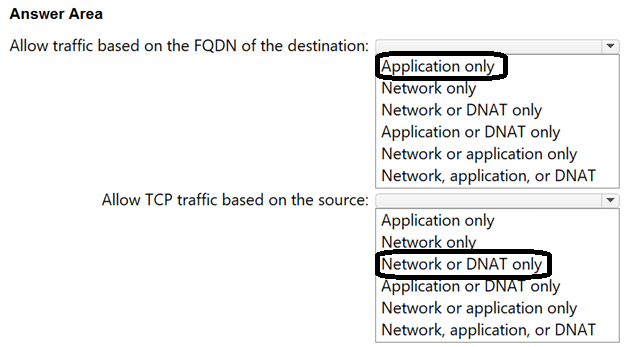 Answer Area
Allow traffic based on the FQDN of the destination:
Application only
Network only
Network or DNAT only
Application or DNAT only
Network or application only
Network, application, or DNAT
Allow TCP traffic based on the source:
Application only
Network only
Network or DNAT only
Application or DNAT only
Network or application only
Network, application, or DNAT